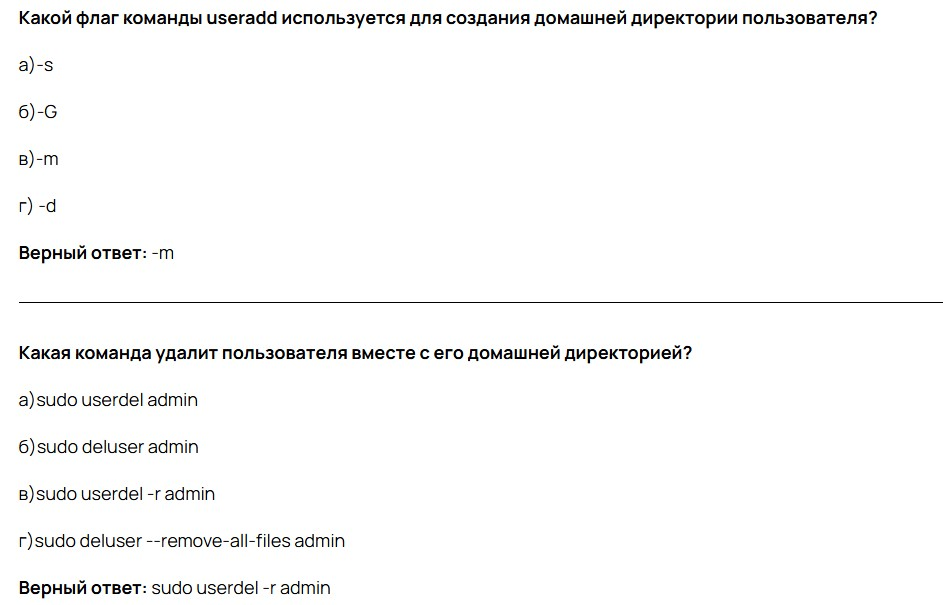 Какой флаг команды useradd используется для создания домашней директории пользователя?
а)-s
б)-G
в)-m
г) -d
Верный ответ: -m
Какая команда удалит пользователя вместе с его домашней директорией?
а)sudo userdel admin
б)sudo deluser admin
в)sudo userdel -r admin
г)sudo deluser --remove-all-files admin
Верный ответ: sudo userdel -r admin